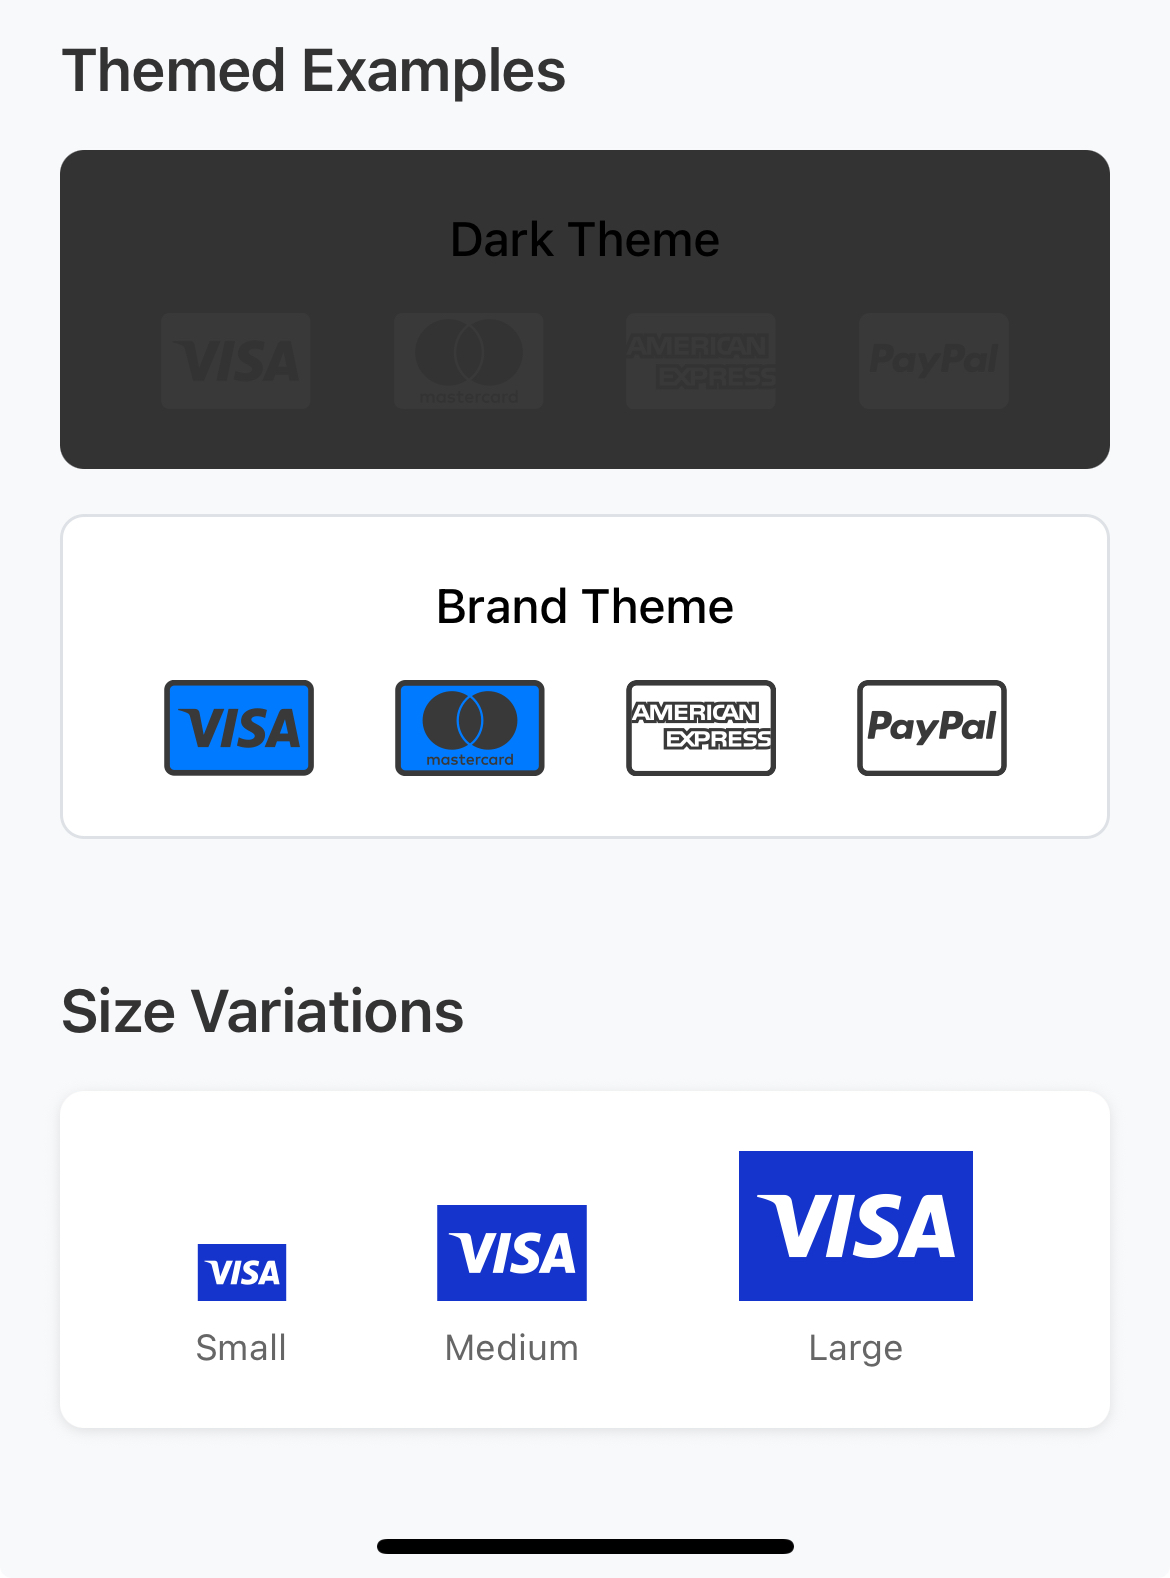 Themed Examples
Dark Theme
VISA
mastercard
AMERICAN
EXPRESS
PayPal
Brand Theme
VISA
mastercard
AMERICAN
EXPRESS
PayPal
Size Variations
VISA
VISA
VISA
Small
Medium
Large